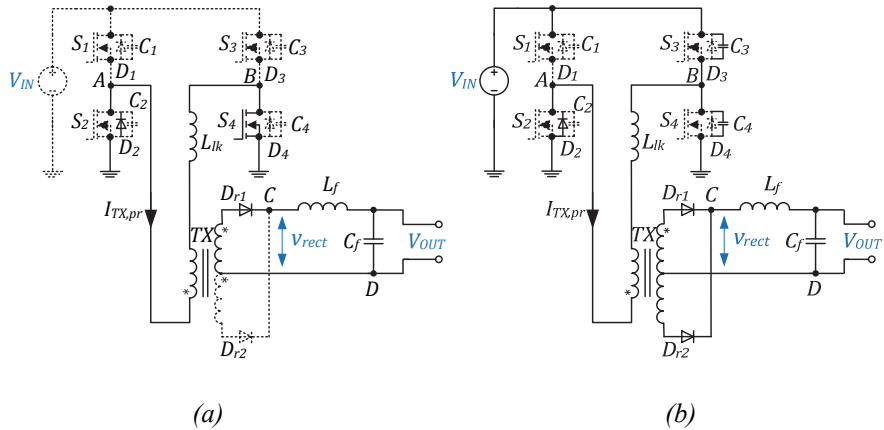 S1 C1 S3 C3
D1 D3
VIN A B
C2
S2 D2 S4 C4
D4
Llk
Dr1 C Lf
ITX,pr
TX * vrect Cf VOUT
* * D
Dr2
(a)
S1 C1 S3 C3
D1 D3
VIN A B
C2
S2 D2 S4 C4
D4
Llk
Dr1 C Lf
ITX,pr
TX * vrect Cf VOUT
* * D
Dr2
(b)